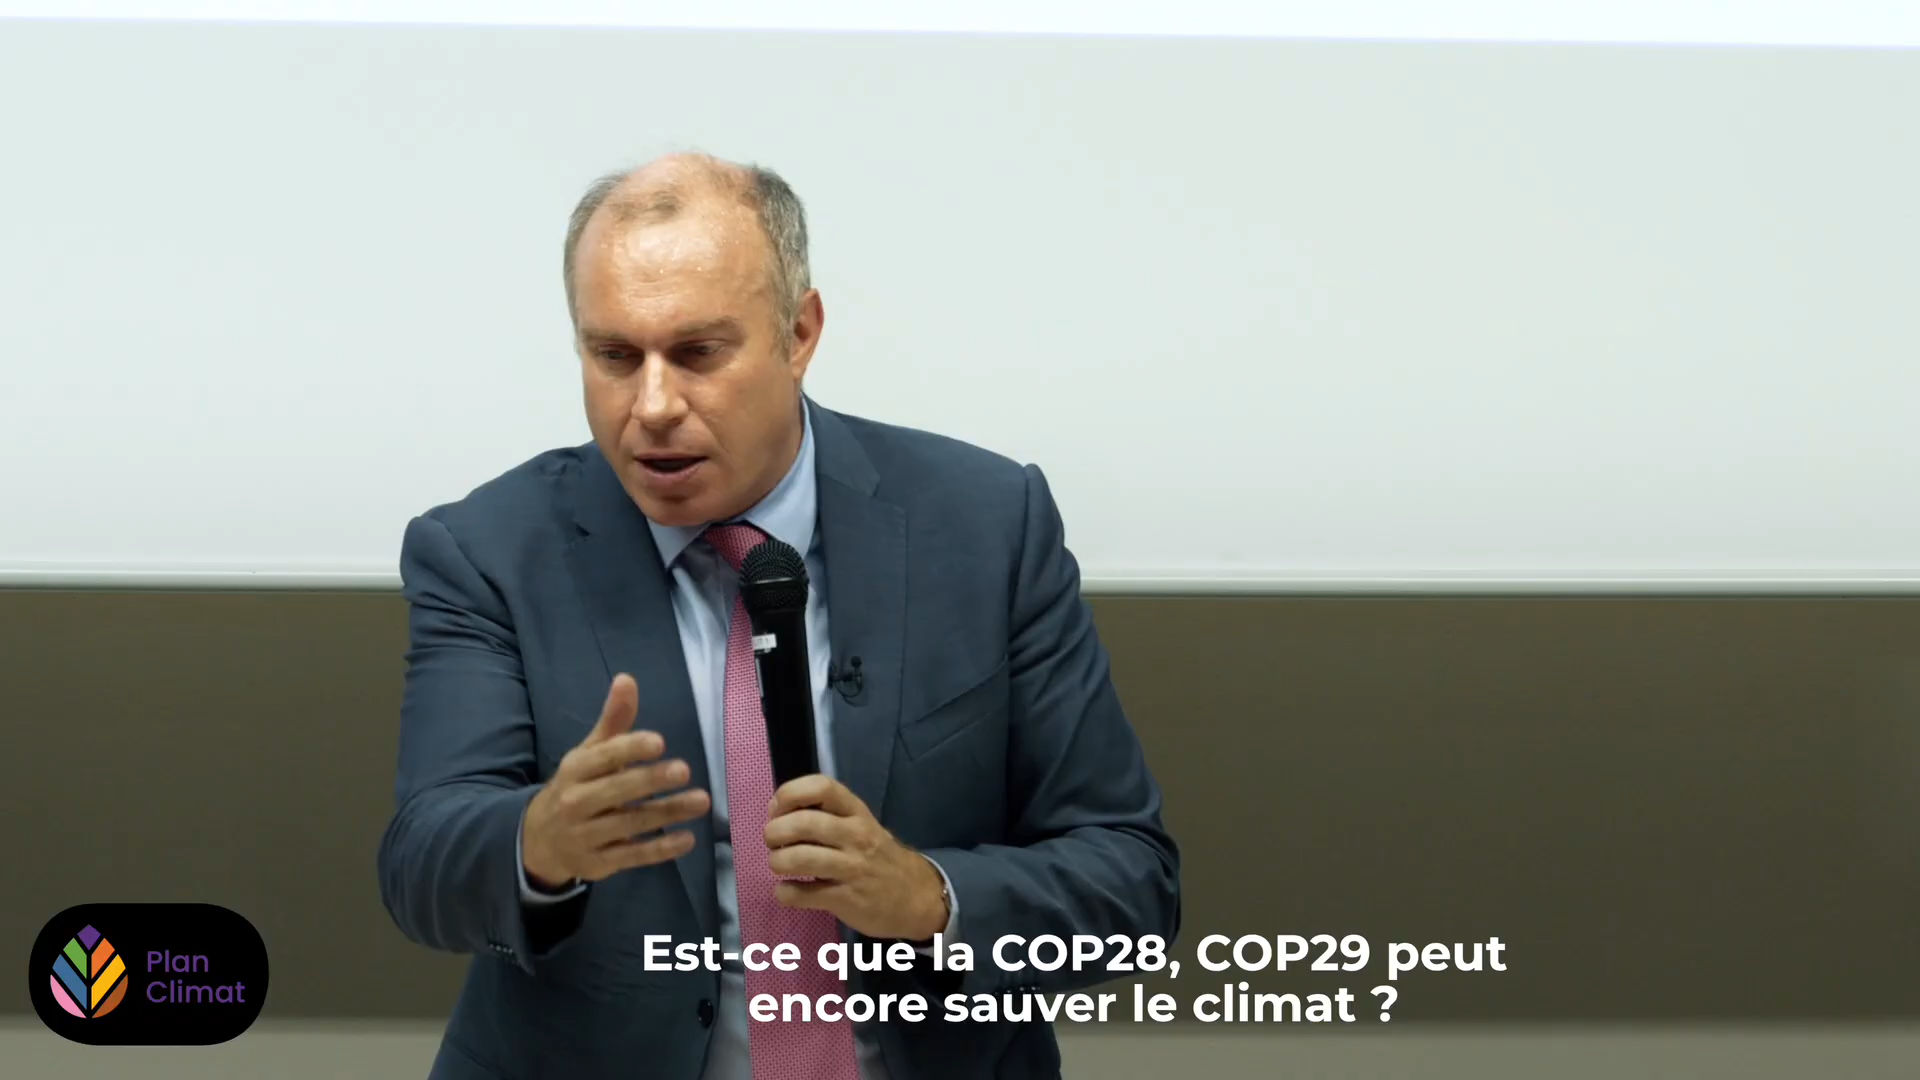 Est-ce que la COP28, COP29 peut
encore sauver le climat ?
Plan
Climat